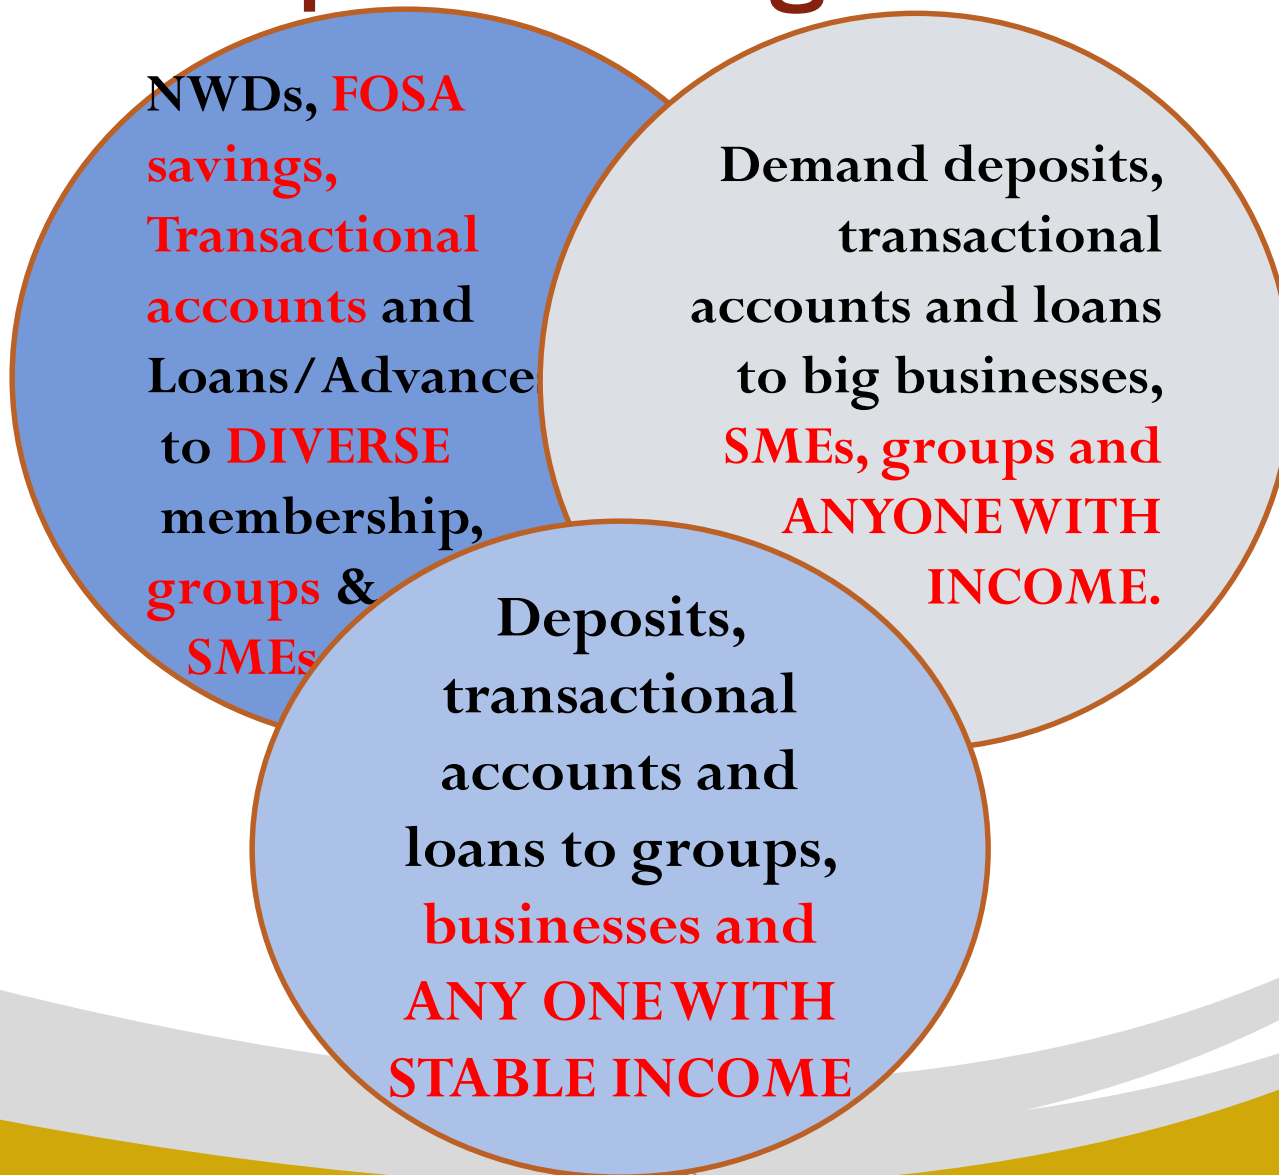 NWDs, FOSA
savings,
Transactional
accounts and
Loans/Advances
to DIVERSE
membership,
groups &
SMEs
Demand deposits,
transactional
accounts and loans
to big businesses,
SMEs, groups and
ANYONE WITH
INCOME.
Deposits,
transactional
accounts and
loans to groups,
businesses and
ANY ONE WITH
STABLE INCOME